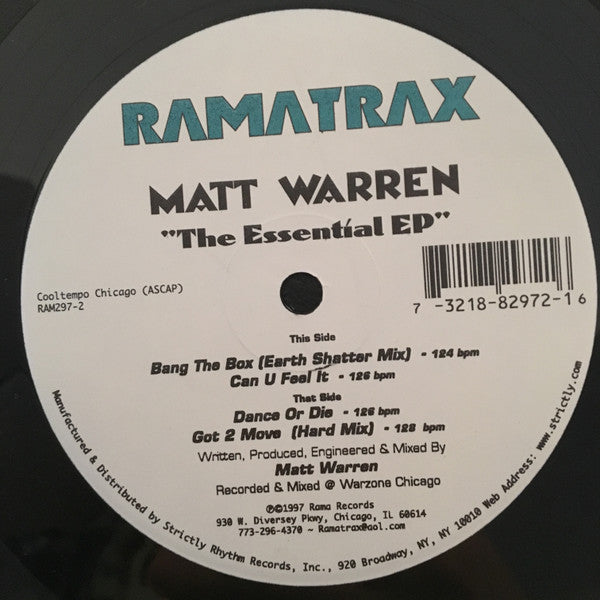 RAMATRAX
MATT WARREN
"The Essential EP"
Cooltempo Chicago (ASCAP)
RAM297-2
7 -3218-82972-1 6
This Side
Bang The Box (Earth Shatter Mix) - 124 bpm
Can U Feel It - 126 bpm
That Side
Dance Or Die - 126 bpm
Got 2 Move (Hard Mix) - 128 bpm
Written, Produced, Engineered & Mixed By
Matt Warren
Recorded & Mixed @ Warzone Chicago
℗©1997 Rama Records
930 W. Diversey Pkwy, Chicago, IL 60614
773-296-4370 ~ Ramatrax@aol.com
Manufactured & Distributed by Strictly Rhythm Records, Inc., 920 Broadway, NY, NY 10010 Web Address: www.strictly.com